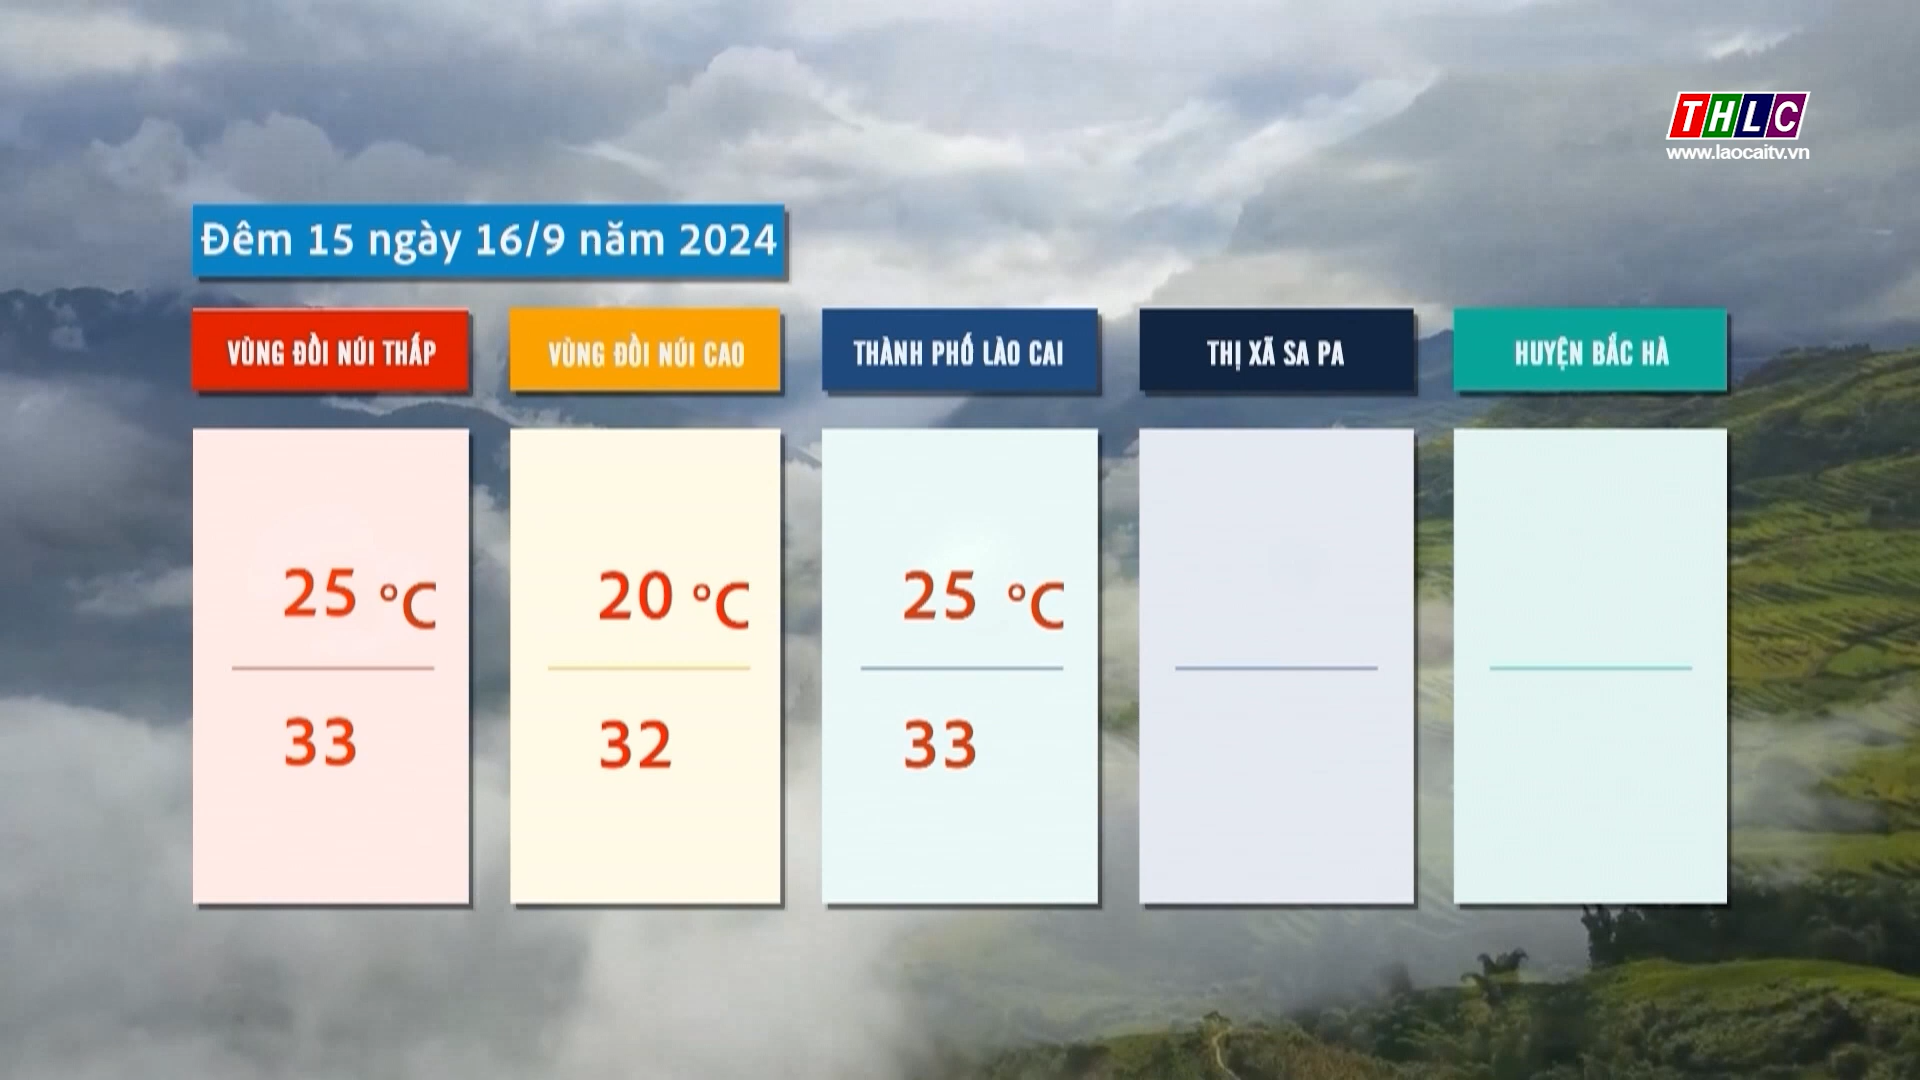 THLC
www.laocaitv.vn
Đêm 15 ngày 16/9 năm 2024
VÙNG ĐỒI NÚI THẤP
VÙNG ĐỒI NÚI CAO
THÀNH PHỐ LÀO CAI
THỊ XÃ SA PA
HUYỆN BẮC HÀ
25 °C
20 °C
25 °C
33
32
33